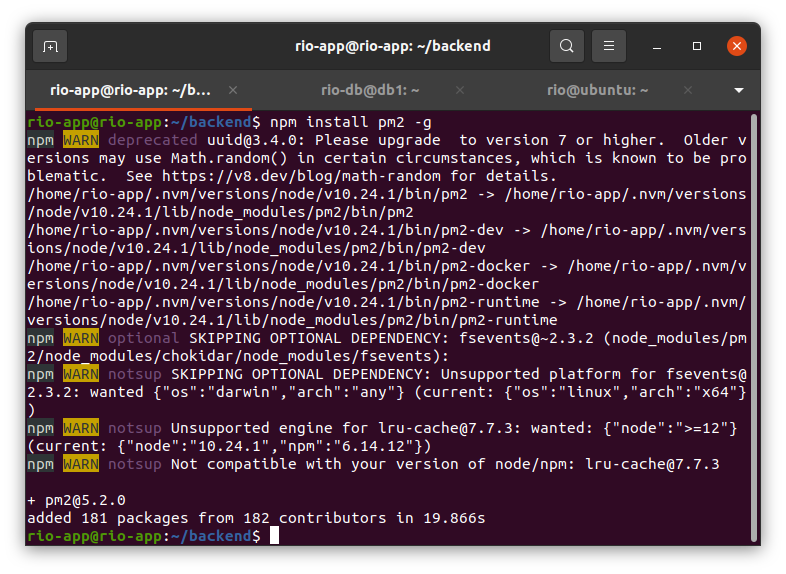 rio-app@rio-app: ~/backend
rio-app@rio-app: ~/b...
rio-db@db1: ~
rio@ubuntu: ~
rio-app@rio-app:~/backend$ npm install pm2 -g
npm WARN deprecated uuid@3.4.0: Please upgrade  to version 7 or higher.  Older v
ersions may use Math.random() in certain circumstances, which is known to be pro
blematic.  See https://v8.dev/blog/math-random for details.
/home/rio-app/.nvm/versions/node/v10.24.1/bin/pm2 -> /home/rio-app/.nvm/versions
/node/v10.24.1/lib/node_modules/pm2/bin/pm2
/home/rio-app/.nvm/versions/node/v10.24.1/bin/pm2-dev -> /home/rio-app/.nvm/vers
ions/node/v10.24.1/lib/node_modules/pm2/bin/pm2-dev
/home/rio-app/.nvm/versions/node/v10.24.1/bin/pm2-docker -> /home/rio-app/.nvm/v
ersions/node/v10.24.1/lib/node_modules/pm2/bin/pm2-docker
/home/rio-app/.nvm/versions/node/v10.24.1/bin/pm2-runtime -> /home/rio-app/.nvm/
versions/node/v10.24.1/lib/node_modules/pm2/bin/pm2-runtime
npm WARN optional SKIPPING OPTIONAL DEPENDENCY: fsevents@~2.3.2 (node_modules/pm
2/node_modules/chokidar/node_modules/fsevents):
npm WARN notsup SKIPPING OPTIONAL DEPENDENCY: Unsupported platform for fsevents@
2.3.2: wanted {"os":"darwin","arch":"any"} (current: {"os":"linux","arch":"x64"}
)
npm WARN notsup Unsupported engine for lru-cache@7.7.3: wanted: {"node":">=12"}
(current: {"node":"10.24.1","npm":"6.14.12"})
npm WARN notsup Not compatible with your version of node/npm: lru-cache@7.7.3
+ pm2@5.2.0
added 181 packages from 182 contributors in 19.866s
rio-app@rio-app:~/backend$